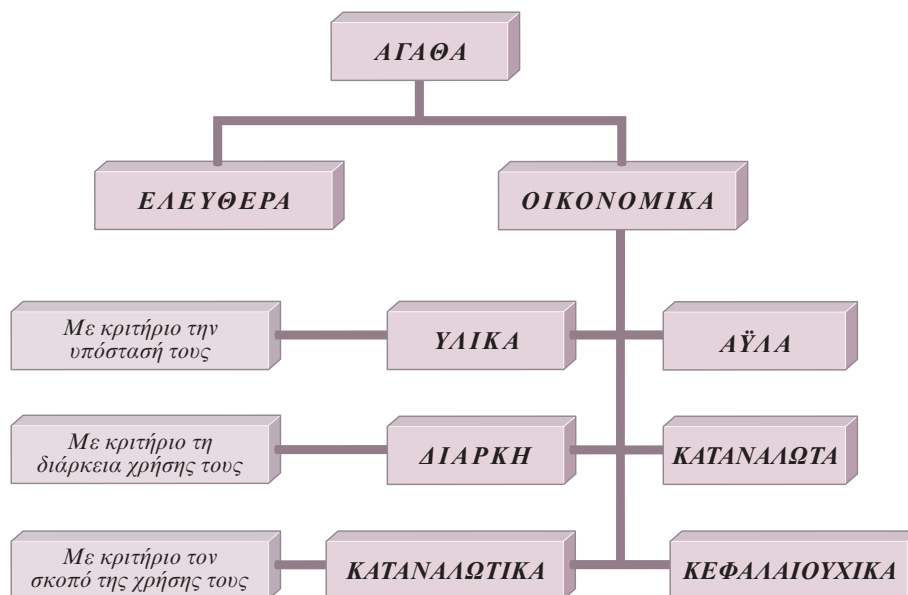 ΑΓΑΘΑ
ΕΛΕΥΘΕΡΑ
ΟΙΚΟΝΟΜΙΚΑ
Με κριτήριο την
υπόστασή τους
ΥΛΙΚΑ
ΑΫΛΑ
Με κριτήριο τη
διάρκεια χρήσης τους
ΔΙΑΡΚΗ
ΚΑΤΑΝΑΛΩΤΑ
Με κριτήριο τον
σκοπό της χρήσης τους
ΚΑΤΑΝΑΛΩΤΙΚΑ
ΚΕΦΑΛΑΙΟΥΧΙΚΑ